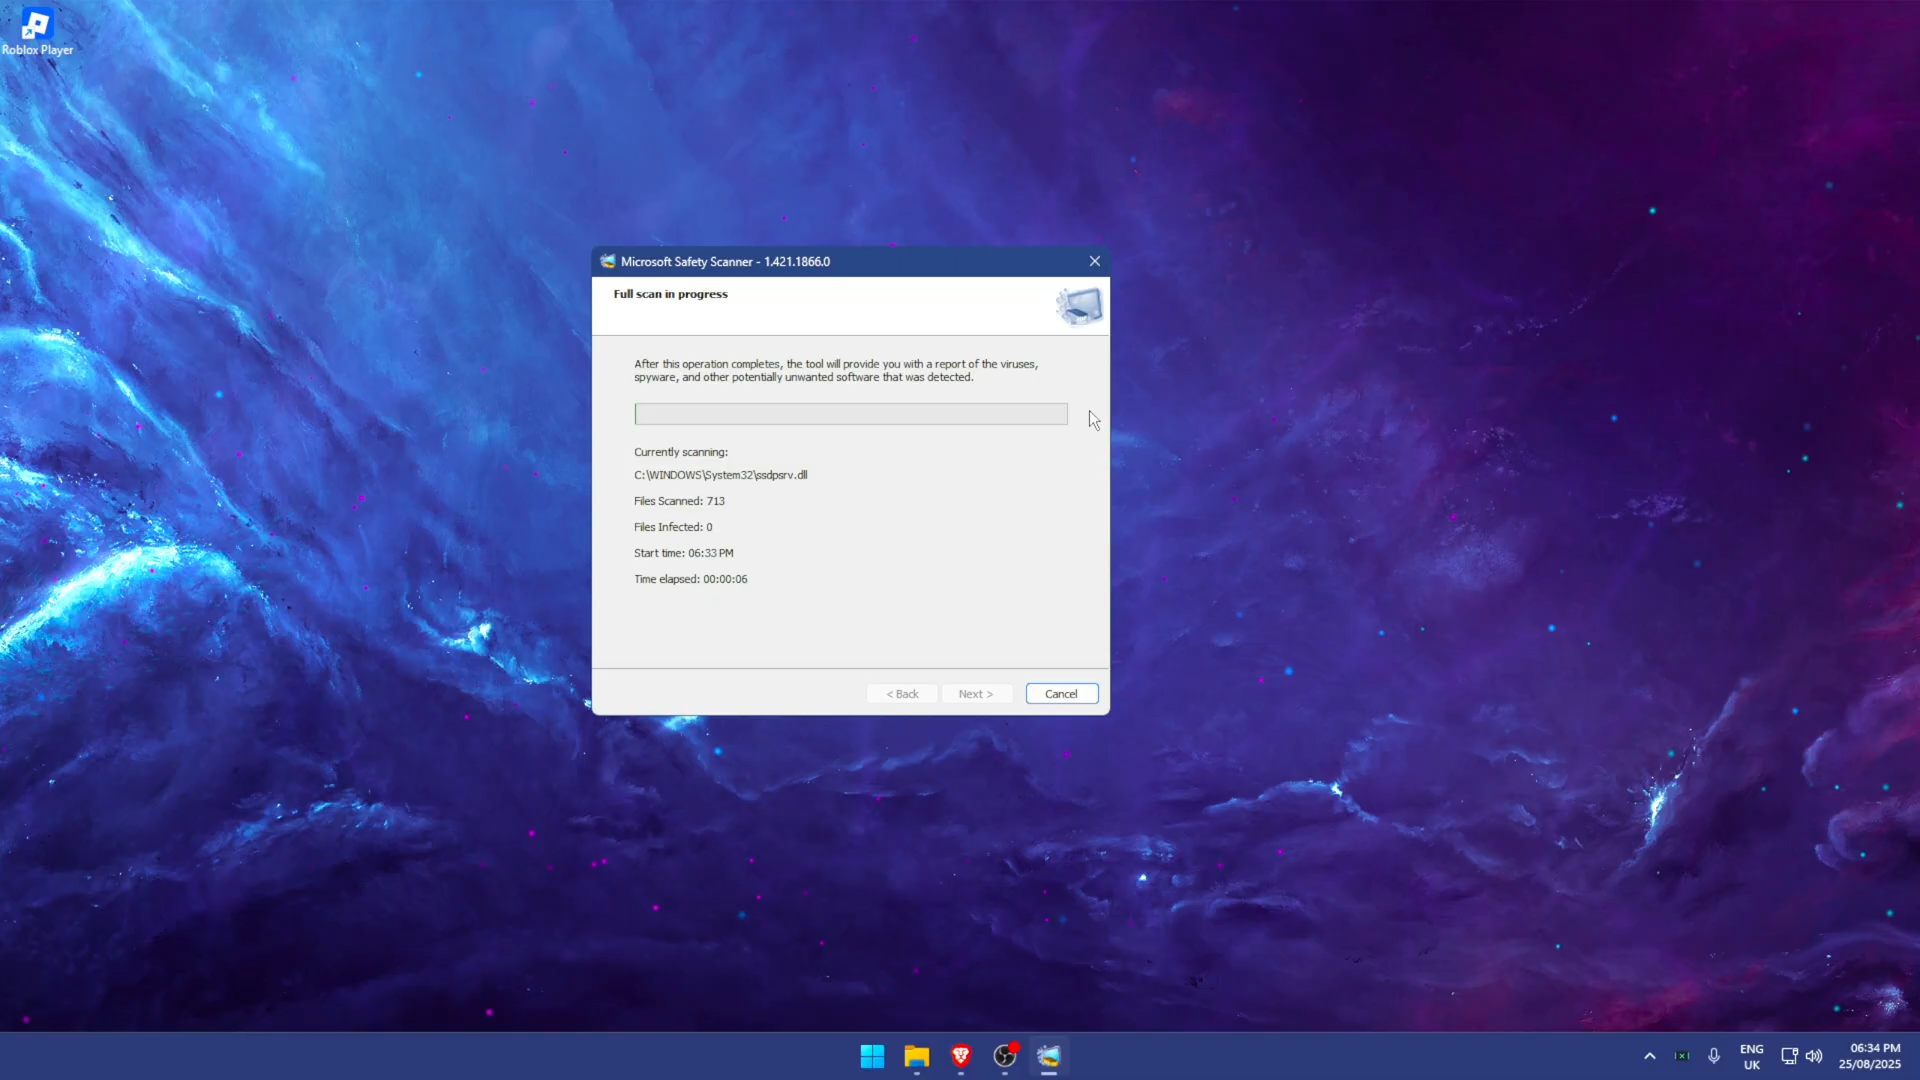 Roblox Player
Microsoft Safety Scanner - 1.421.1866.0
Full scan in progress
After this operation completes, the tool will provide you with a report of the viruses,
spyware, and other potentially unwanted software that was detected.
Currently scanning:
C:\WINDOWS\System32\ssdpsrv.dll
Files Scanned: 713
Files Infected: 0
Start time: 06:33 PM
Time elapsed: 00:00:06
< Back
Next >
Cancel
ENG
UK
06:34 PM
25/08/2025